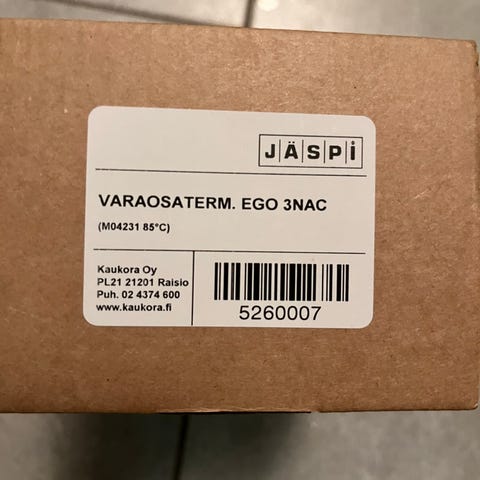 JÄSPI
VARAOSATERM. EGO 3NAC
(M04231 85°C)
Kaukora Oy
PL21 21201 Raisio
Puh. 02 4374 600
www.kaukora.fi
5260007